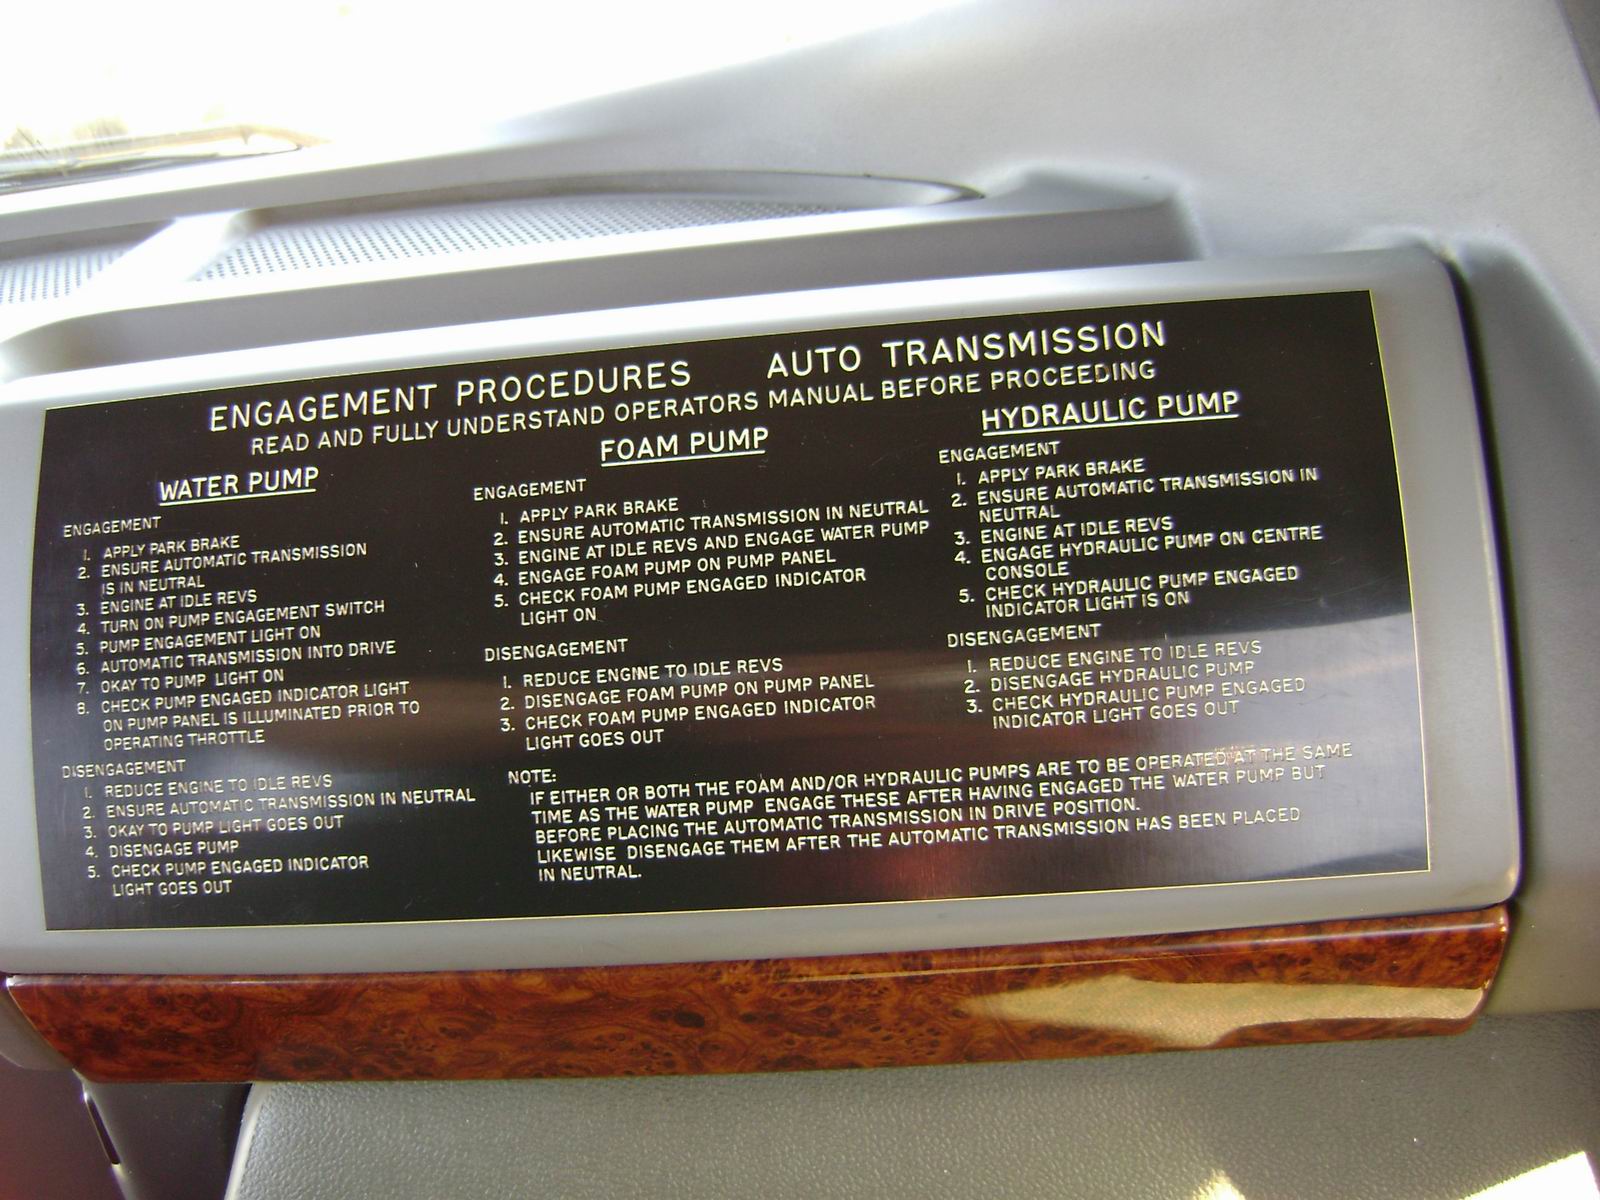 ENGAGEMENT PROCEDURES AUTO TRANSMISSION
READ AND FULLY UNDERSTAND OPERATORS MANUAL BEFORE PROCEEDING
WATER PUMP
ENGAGEMENT
1. APPLY PARK BRAKE
2. ENSURE AUTOMATIC TRANSMISSION
IS IN NEUTRAL
3. ENGINE AT IDLE REVS
4. TURN ON PUMP ENGAGEMENT SWITCH
5. PUMP ENGAGEMENT LIGHT ON
6. AUTOMATIC TRANSMISSION INTO DRIVE
7. OKAY TO PUMP LIGHT ON
8. CHECK PUMP ENGAGED INDICATOR LIGHT
ON PUMP PANEL IS ILLUMINATED PRIOR TO
OPERATING THROTTLE
DISENGAGEMENT
1. REDUCE ENGINE TO IDLE REVS
2. ENSURE AUTOMATIC TRANSMISSION IN NEUTRAL
3. OKAY TO PUMP LIGHT GOES OUT
4. DISENGAGE PUMP
5. CHECK PUMP ENGAGED INDICATOR
LIGHT GOES OUT
FOAM PUMP
ENGAGEMENT
1. APPLY PARK BRAKE
2. ENSURE AUTOMATIC TRANSMISSION IN NEUTRAL
3. ENGINE AT IDLE REVS AND ENGAGE WATER PUMP
4. ENGAGE FOAM PUMP ON PUMP PANEL
5. CHECK FOAM PUMP ENGAGED INDICATOR
LIGHT ON
DISENGAGEMENT
1. REDUCE ENGINE TO IDLE REVS
2. DISENGAGE FOAM PUMP ON PUMP PANEL
3. CHECK FOAM PUMP ENGAGED INDICATOR
LIGHT GOES OUT
HYDRAULIC PUMP
ENGAGEMENT
1. APPLY PARK BRAKE
2. ENSURE AUTOMATIC TRANSMISSION IN
NEUTRAL
3. ENGINE AT IDLE REVS
4. ENGAGE HYDRAULIC PUMP ON CENTRE
CONSOLE
5. CHECK HYDRAULIC PUMP ENGAGED
INDICATOR LIGHT IS ON
DISENGAGEMENT
1. REDUCE ENGINE TO IDLE REVS
2. DISENGAGE HYDRAULIC PUMP
3. CHECK HYDRAULIC PUMP ENGAGED
INDICATOR LIGHT GOES OUT
NOTE:
IF EITHER OR BOTH THE FOAM AND/OR HYDRAULIC PUMPS ARE TO BE OPERATED AT THE SAME
TIME AS THE WATER PUMP ENGAGE THESE AFTER HAVING ENGAGED THE WATER PUMP BUT
BEFORE PLACING THE AUTOMATIC TRANSMISSION IN DRIVE POSITION.
LIKEWISE DISENGAGE THEM AFTER THE AUTOMATIC TRANSMISSION HAS BEEN PLACED
IN NEUTRAL.